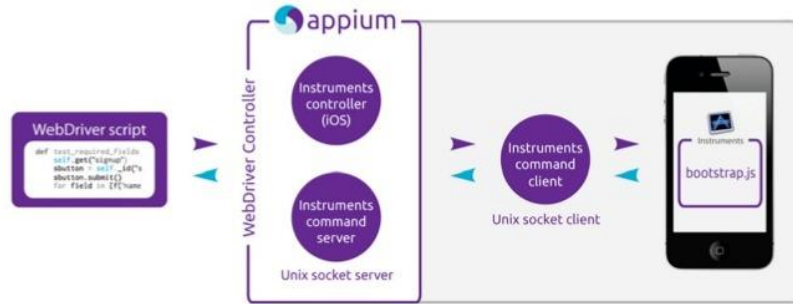 appium
WebDriver script
def test_required_fields
self.get("signup")
sbutton = self._id("s
sbutton.submit()
for field in [f['name
WebDriver Controller
Instruments
controller
(iOS)
Instruments
command
server
Unix socket server
Instruments
command
client
Unix socket client
Instruments
bootstrap.js